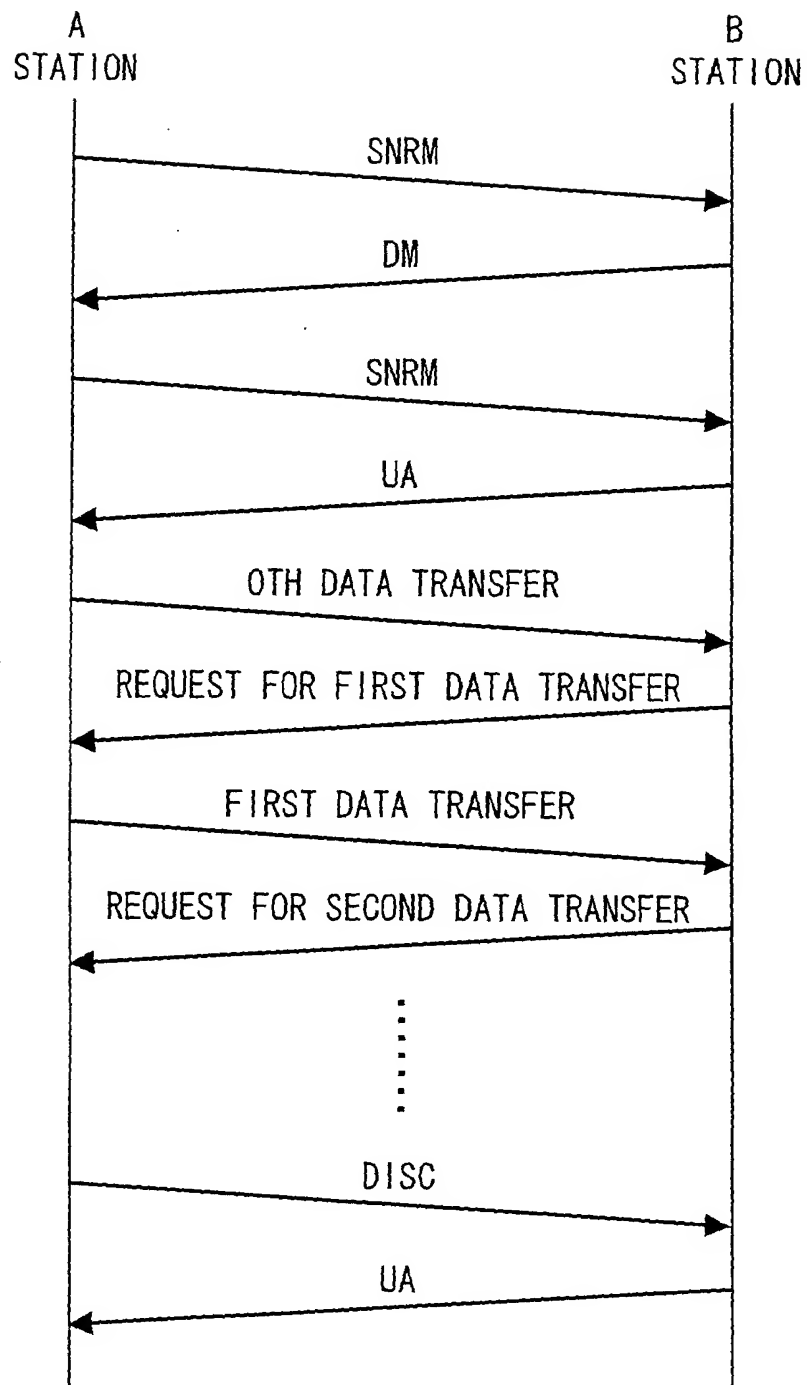 A
STATION
B
STATION
SNRM
DM
SNRM
UA
0TH DATA TRANSFER
REQUEST FOR FIRST DATA TRANSFER
FIRST DATA TRANSFER
REQUEST FOR SECOND DATA TRANSFER
DISC
UA